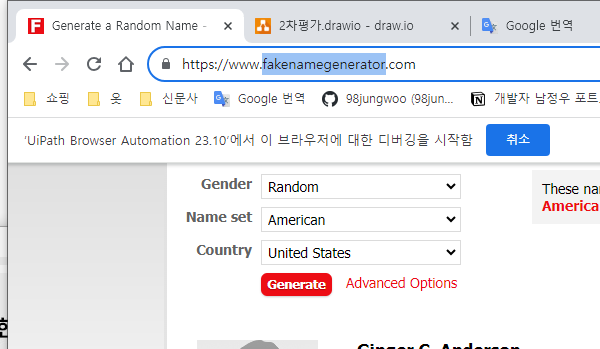 Generate a Random Name -
2차평가.drawio - draw.io
Google 번역
https://www.fakenamegenerator.com
쇼핑 옷 신문사 Google 번역 98jungwoo (98jun... 개발자 남정우 포트...
'UiPath Browser Automation 23.10'에서 이 브라우저에 대한 디버깅을 시작함 취소
Gender Random
These nar
Name set American
America
Country United States
Generate Advanced Options